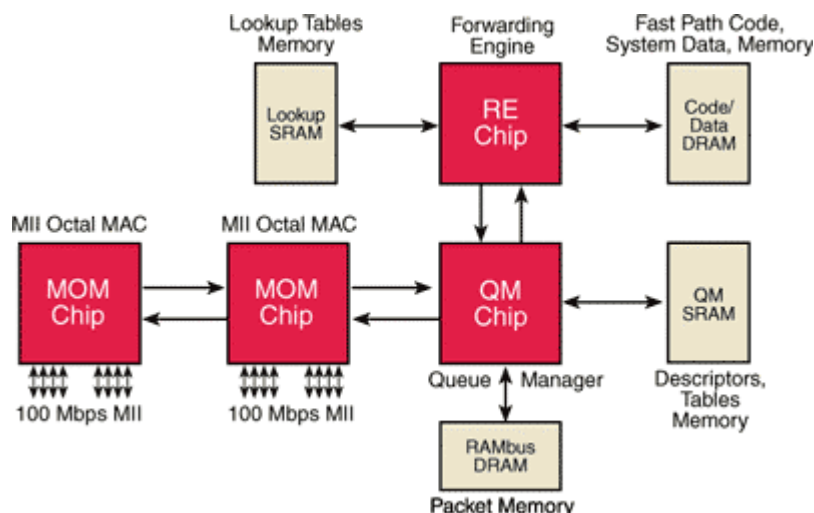 Lookup Tables
Memory
Forwarding
Engine
Fast Path Code,
System Data, Memory
Lookup
SRAM
RE
Chip
Code/
Data
DRAM
MII Octal MAC
MII Octal MAC
MOM
Chip
MOM
Chip
QM
Chip
QM
SRAM
100 Mbps MII
100 Mbps MII
Queue Manager
Descriptors,
Tables
Memory
RAMbus
DRAM
Packet Memory